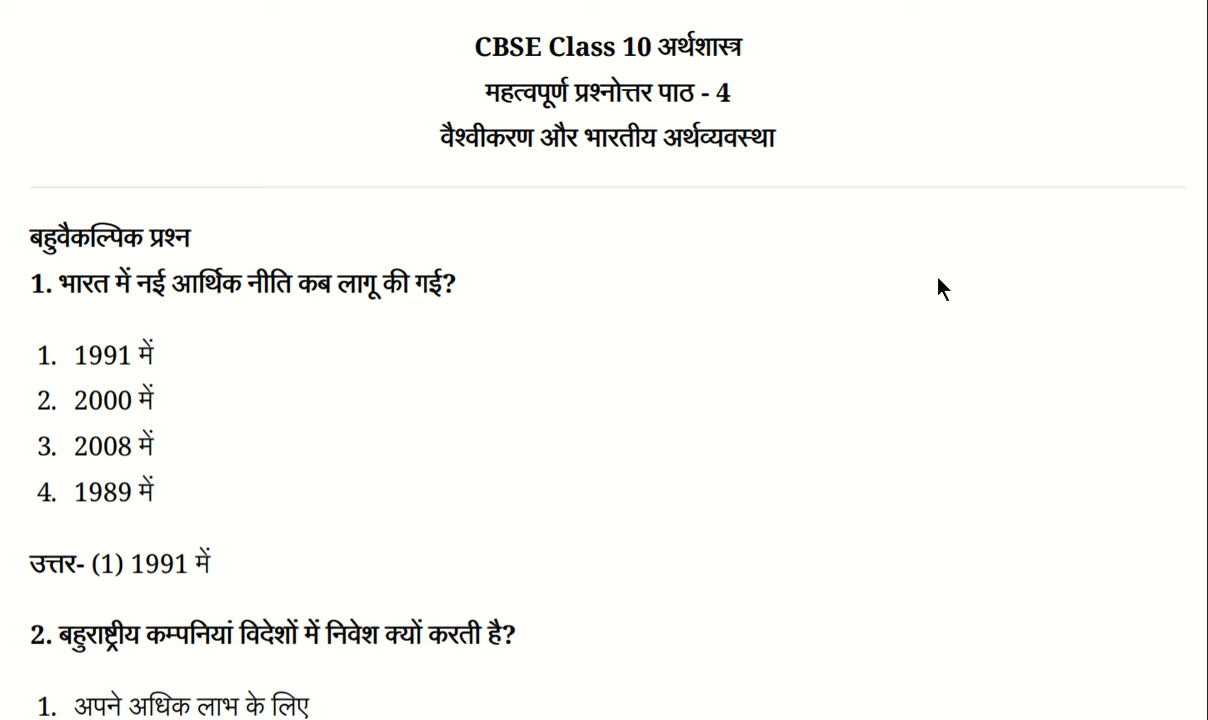 CBSE Class 10 अर्थशास्त्र
महत्वपूर्ण प्रश्नोत्तर पाठ - 4
वैश्वीकरण और भारतीय अर्थव्यवस्था
बहुवैकल्पिक प्रश्न
1. भारत में नई आर्थिक नीति कब लागू की गई?
1. 1991 में
2. 2000 में
3. 2008 में
4. 1989 में
उत्तर- (1) 1991 में
2. बहुराष्ट्रीय कम्पनियां विदेशों में निवेश क्यों करती है?
1. अपने अधिक लाभ के लिए